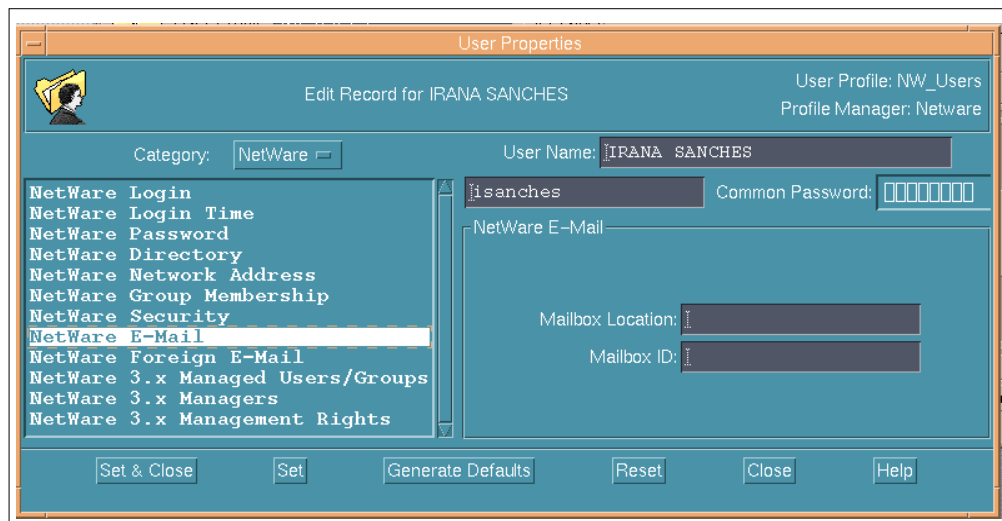 User Properties
Edit Record for IRANA SANCHES
User Profile: NW_Users
Profile Manager: Netware
Category: NetWare
User Name: IRANA SANCHES
isanches
Common Password:
NetWare Login
NetWare Login Time
NetWare Password
NetWare Directory
NetWare Network Address
NetWare Group Membership
NetWare Security
NetWare E-Mail
NetWare Foreign E-Mail
NetWare 3.x Managed Users/Groups
NetWare 3.x Managers
NetWare 3.x Management Rights
NetWare E-Mail
Mailbox Location:
Mailbox ID:
Set & Close Set Generate Defaults Reset Close Help